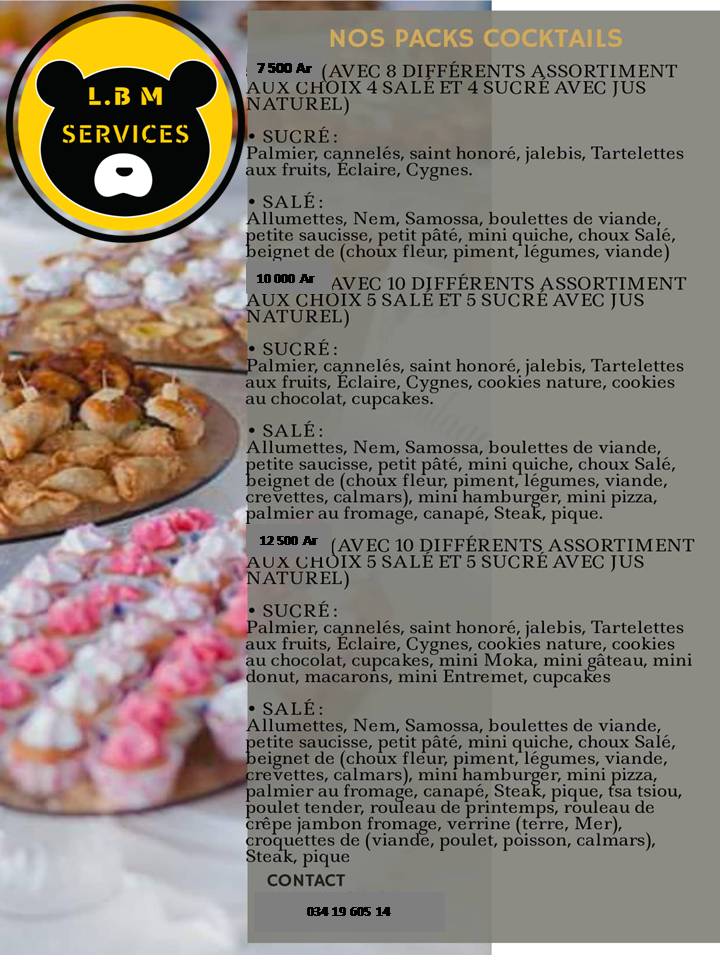 L.B M
SERVICES
NOS PACKS COCKTAILS
7 500 Ar (AVEC 8 DIFFÉRENTS ASSORTIMENT
AUX CHOIX 4 SALÉ ET 4 SUCRÉ AVEC JUS
NATUREL)
• SUCRÉ :
Palmier, cannelés, saint honoré, jalebis, Tartelettes
aux fruits, Éclaire, Cygnes.
• SALÉ :
Allumettes, Nem, Samossa, boulettes de viande,
petite saucisse, petit pâté, mini quiche, choux Salé,
beignet de (choux fleur, piment, légumes, viande)
10 000 Ar AVEC 10 DIFFÉRENTS ASSORTIMENT
AUX CHOIX 5 SALÉ ET 5 SUCRÉ AVEC JUS
NATUREL)
• SUCRÉ :
Palmier, cannelés, saint honoré, jalebis, Tartelettes
aux fruits, Éclaire, Cygnes, cookies nature, cookies
au chocolat, cupcakes.
• SALÉ :
Allumettes, Nem, Samossa, boulettes de viande,
petite saucisse, petit pâté, mini quiche, choux Salé,
beignet de (choux fleur, piment, légumes, viande,
crevettes, calmars), mini hamburger, mini pizza,
palmier au fromage, canapé, Steak, pique.
12 500 Ar (AVEC 10 DIFFÉRENTS ASSORTIMENT
AUX CHOIX 5 SALÉ ET 5 SUCRÉ AVEC JUS
NATUREL)
• SUCRÉ :
Palmier, cannelés, saint honoré, jalebis, Tartelettes
aux fruits, Éclaire, Cygnes, cookies nature, cookies
au chocolat, cupcakes, mini Moka, mini gâteau, mini
donut, macarons, mini Entremet, cupcakes
• SALÉ :
Allumettes, Nem, Samossa, boulettes de viande,
petite saucisse, petit pâté, mini quiche, choux Salé,
beignet de (choux fleur, piment, légumes, viande,
crevettes, calmars), mini hamburger, mini pizza,
palmier au fromage, canapé, Steak, pique, tsa tsiou,
poulet tender, rouleau de printemps, rouleau de
crêpe jambon fromage, verrine (terre, Mer),
croquettes de (viande, poulet, poisson, calmars),
Steak, pique
CONTACT
034 19 605 14